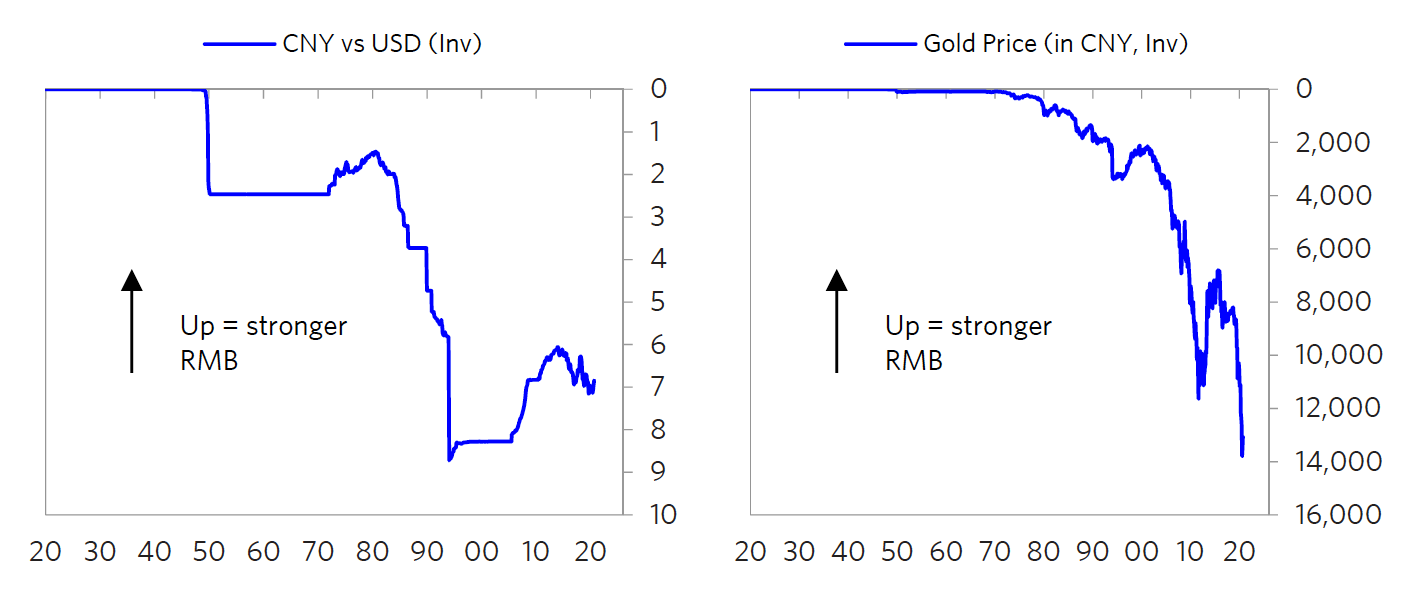 CNY vs USD (Inv)
0
1
2
3
4
5
6
7
8
9
10
Up = stronger
RMB
20 30 40 50 60 70 80 90 00 10 20
Gold Price (in CNY, Inv)
0
2,000
4,000
6,000
8,000
10,000
12,000
14,000
16,000
Up = stronger
RMB
20 30 40 50 60 70 80 90 00 10 20